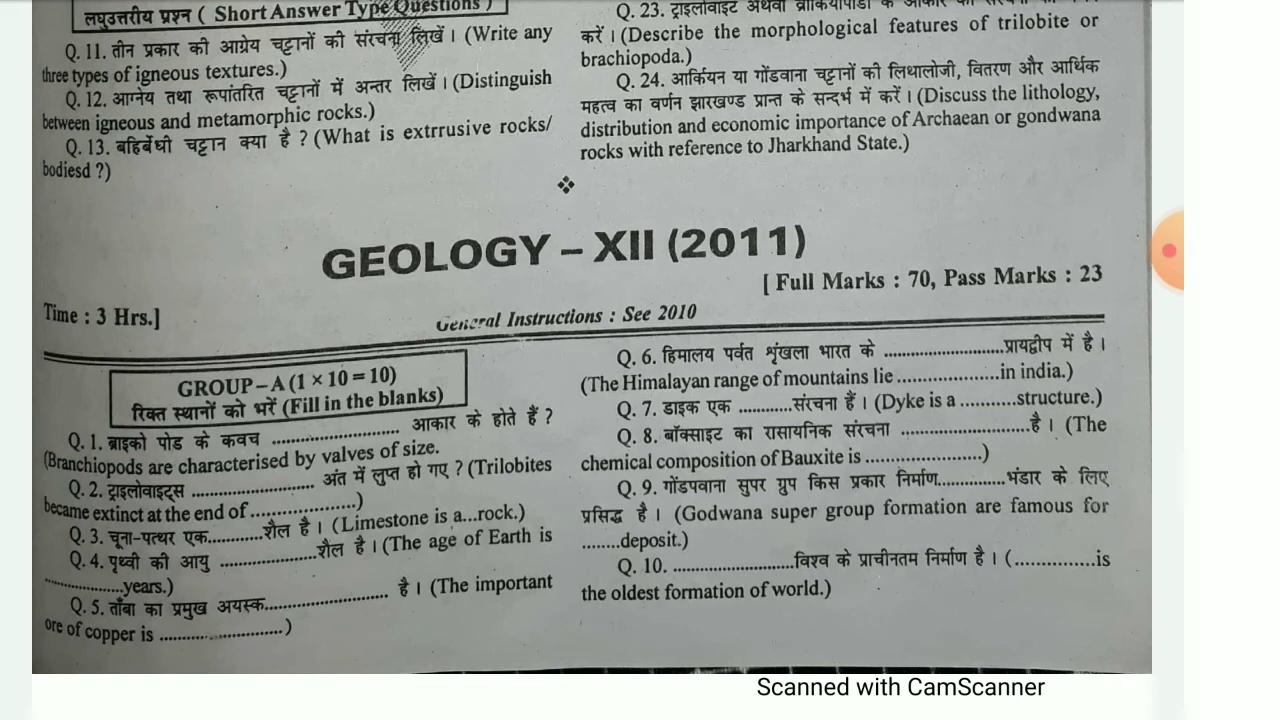 लघुउत्तरीय प्रश्न ( Short Answer Type Questions )
Q. 11. तीन प्रकार की आग्रेय चट्टानों की संरचना लिखें। (Write any
three types of igneous textures.)
Q. 12. आग्नेय तथा रूपांतरित चट्टानों में अन्तर लिखें। (Distinguish
between igneous and metamorphic rocks.)
Q. 13. बहिर्बेधी चट्टान क्या है ? (What is extrrusive rocks/
bodiesd ?)
Q. 23. ट्राइलोवाइट अथवा ब्रोकियोपोडा के आकार
करें। (Describe the morphological features of trilobite or
brachiopoda.)
Q. 24. आर्कियन या गोंडवाना चट्टानों की लिथालोजी, वितरण और आर्थिक
महत्व का वर्णन झारखण्ड प्रान्त के सन्दर्भ में करें। (Discuss the lithology,
distribution and economic importance of Archaean or gondwana
rocks with reference to Jharkhand State.)
GEOLOGY – XII (2011)
[ Full Marks : 70, Pass Marks : 23
Time : 3 Hrs.]
General Instructions : See 2010
GROUP – A (1 × 10 = 10)
रिक्त स्थानों को भरें (Fill in the blanks)
Q. 1. ब्राइको पोड के कवच .............................. आकार के होते हैं ?
(Branchiopods are characterised by valves of size.
Q. 2. ट्राइलोवाइट्स ............................. अंत में लुप्त हो गए ? (Trilobites
became extinct at the end of .........................)
Q. 3. चूना-पत्थर एक............शैल है। (Limestone is a...rock.)
Q. 4. पृथ्वी की आयु .......................शैल है। (The age of Earth is
...................years.)
Q. 5. ताँबा का प्रमुख अयस्क............................. है। (The important
ore of copper is .............................)
Q. 6. हिमालय पर्वत शृंखला भारत के .............................प्रायद्वीप में है।
(The Himalayan range of mountains lie .........................in india.)
Q. 7. डाइक एक ............संरचना हैं। (Dyke is a ...........structure.)
Q. 8. बॉक्साइट का रासायनिक संरचना ..............................है। (The
chemical composition of Bauxite is ...........................)
Q. 9. गोंडपवाना सुपर ग्रुप किस प्रकार निर्माण...............भंडार के लिए
प्रसिद्ध है। (Godwana super group formation are famous for
........deposit.)
Q. 10. .............................विश्व के प्राचीनतम निर्माण है। (...............is
the oldest formation of world.)
Scanned with CamScanner